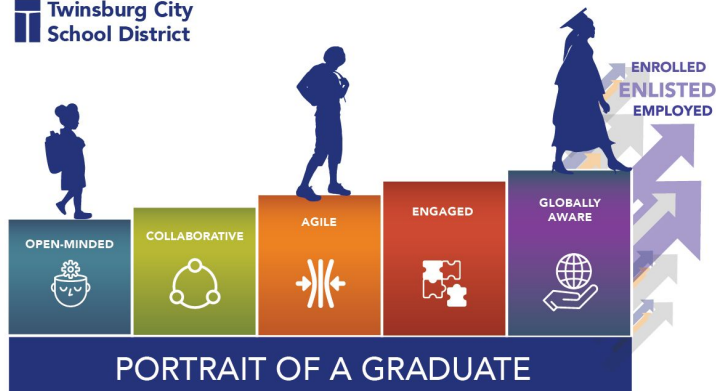 Twinsburg City
School District
ENROLLED
ENLISTED
EMPLOYED
OPEN-MINDED
COLLABORATIVE
AGILE
ENGAGED
GLOBALLY
AWARE
PORTRAIT OF A GRADUATE